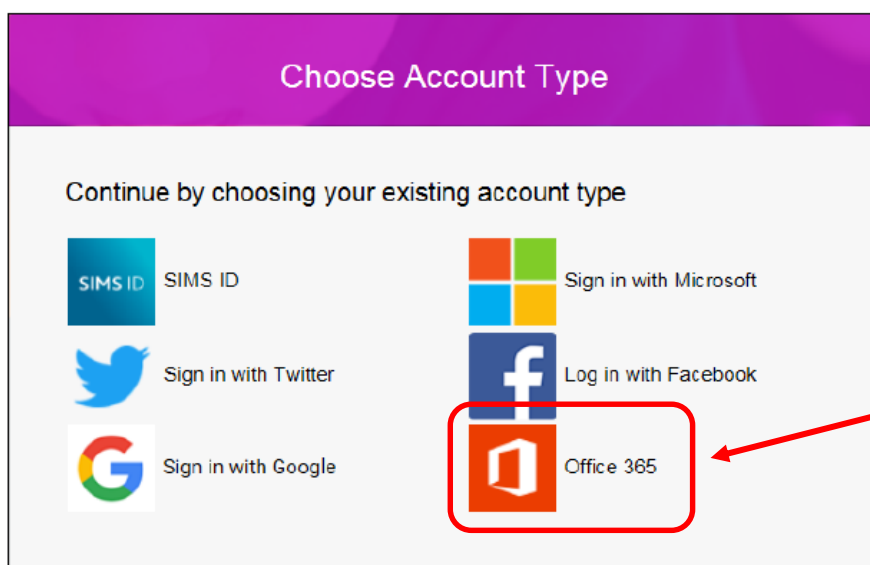 Choose Account Type
Continue by choosing your existing account type
SIMS ID
SIMS ID
Sign in with Microsoft
Sign in with Twitter
Log in with Facebook
Sign in with Google
Office 365